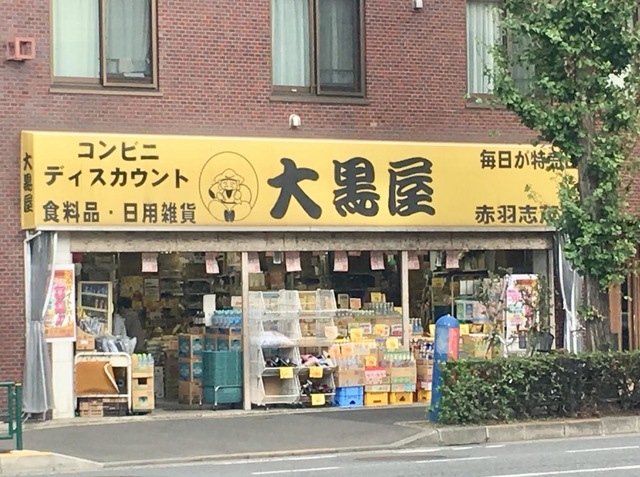 大黒屋
コンビニ
ディスカウント
食料品・日用雑貨
大黒屋
毎日が特売日
赤羽志茂